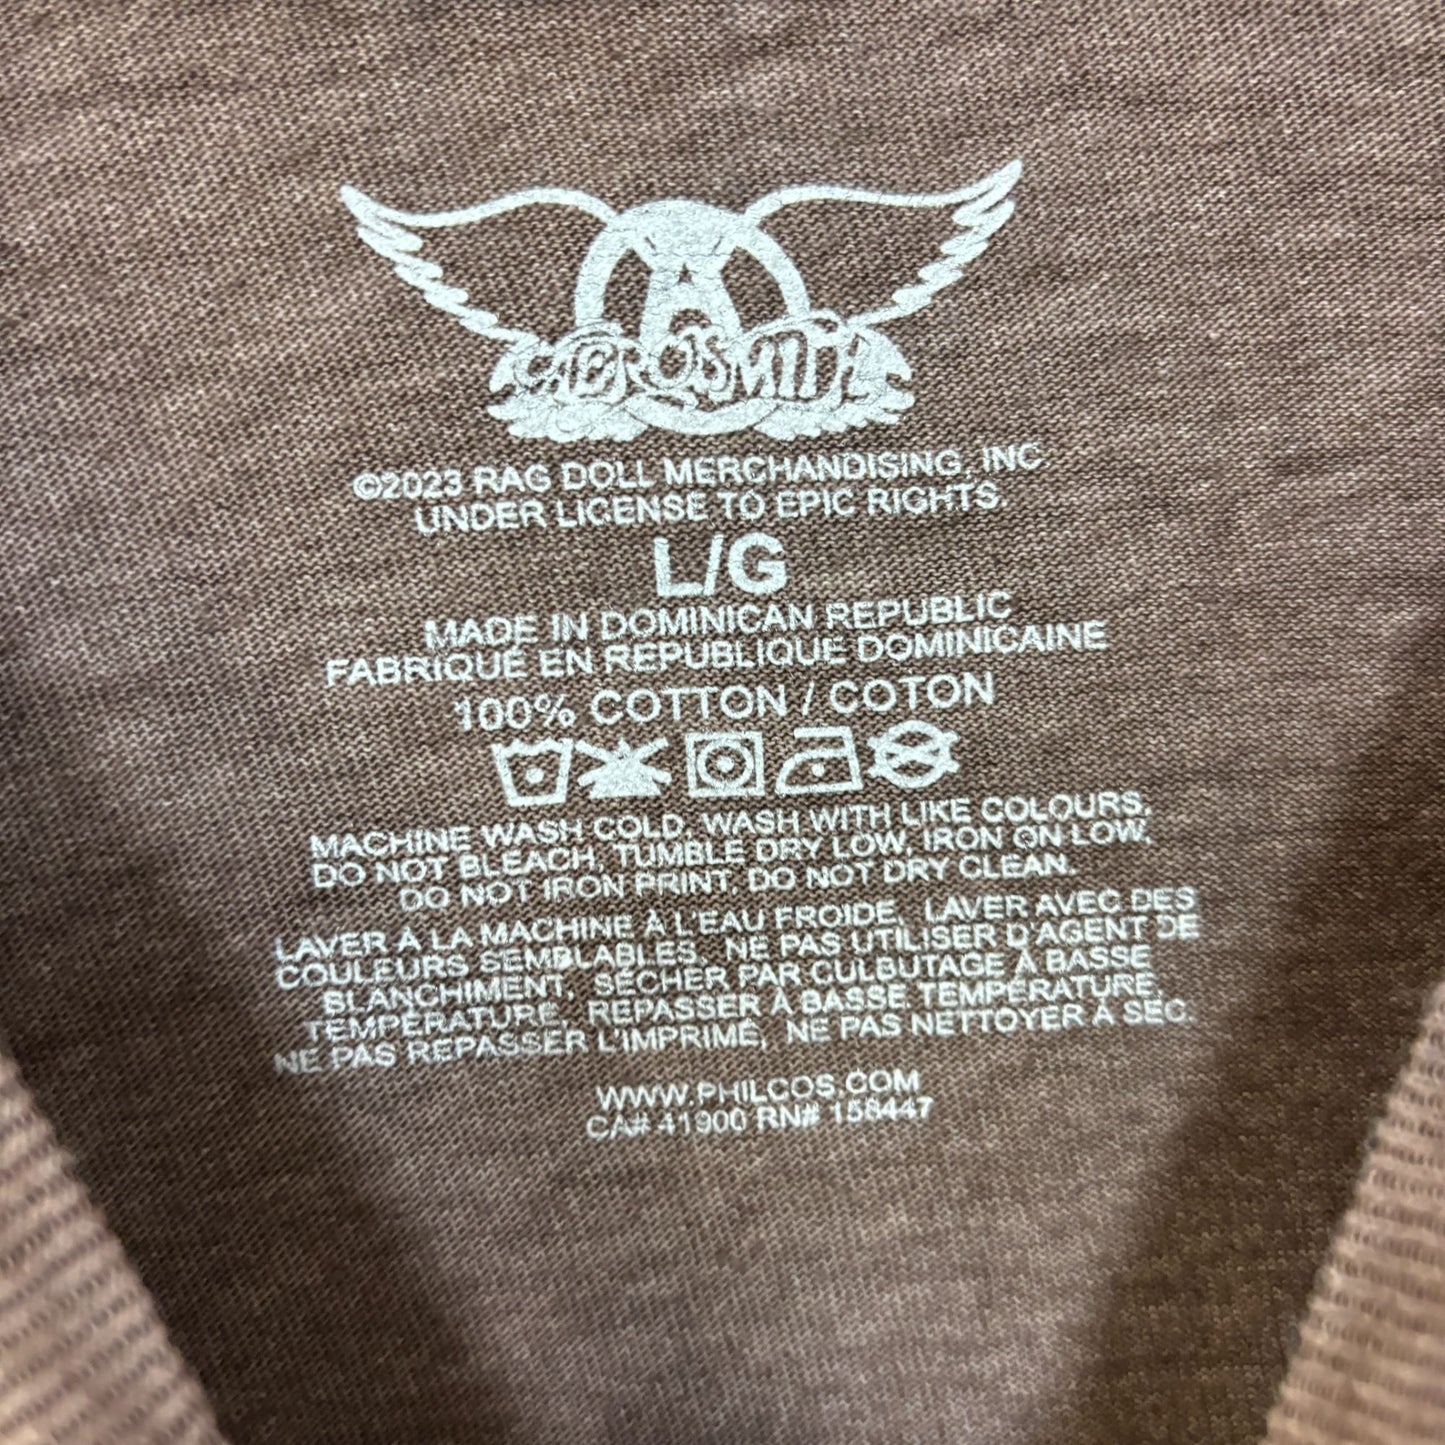 A
AEROSMITH
©2023 RAG DOLL MERCHANDISING, INC
UNDER LICENSE TO EPIC RIGHTS.
L/G
MADE IN DOMINICAN REPUBLIC
FABRIQUÉ EN REPUBLIQUE DOMINICAINE
100% COTTON / COTON
MACHINE WASH COLD, WASH WITH LIKE COLOURS,
DO NOT BLEACH, TUMBLE DRY LOW, IRON ON LOW,
DO NOT IRON PRINT, DO NOT DRY CLEAN.
LAVER À LA MACHINE À L'EAU FROIDE, LAVER AVEC DES
COULEURS SEMBLABLES, NE PAS UTILISER D'AGENT DE
BLANCHIMENT, SÉCHER PAR CULBUTAGE À BASSE
TEMPÉRATURE, REPASSER À BASSE TEMPÉRATURE,
NE PAS REPASSER L'IMPRIMÉ, NE PAS NETTOYER À SEC.
WWW.PHILCOS.COM
CA# 41900 RN# 158447